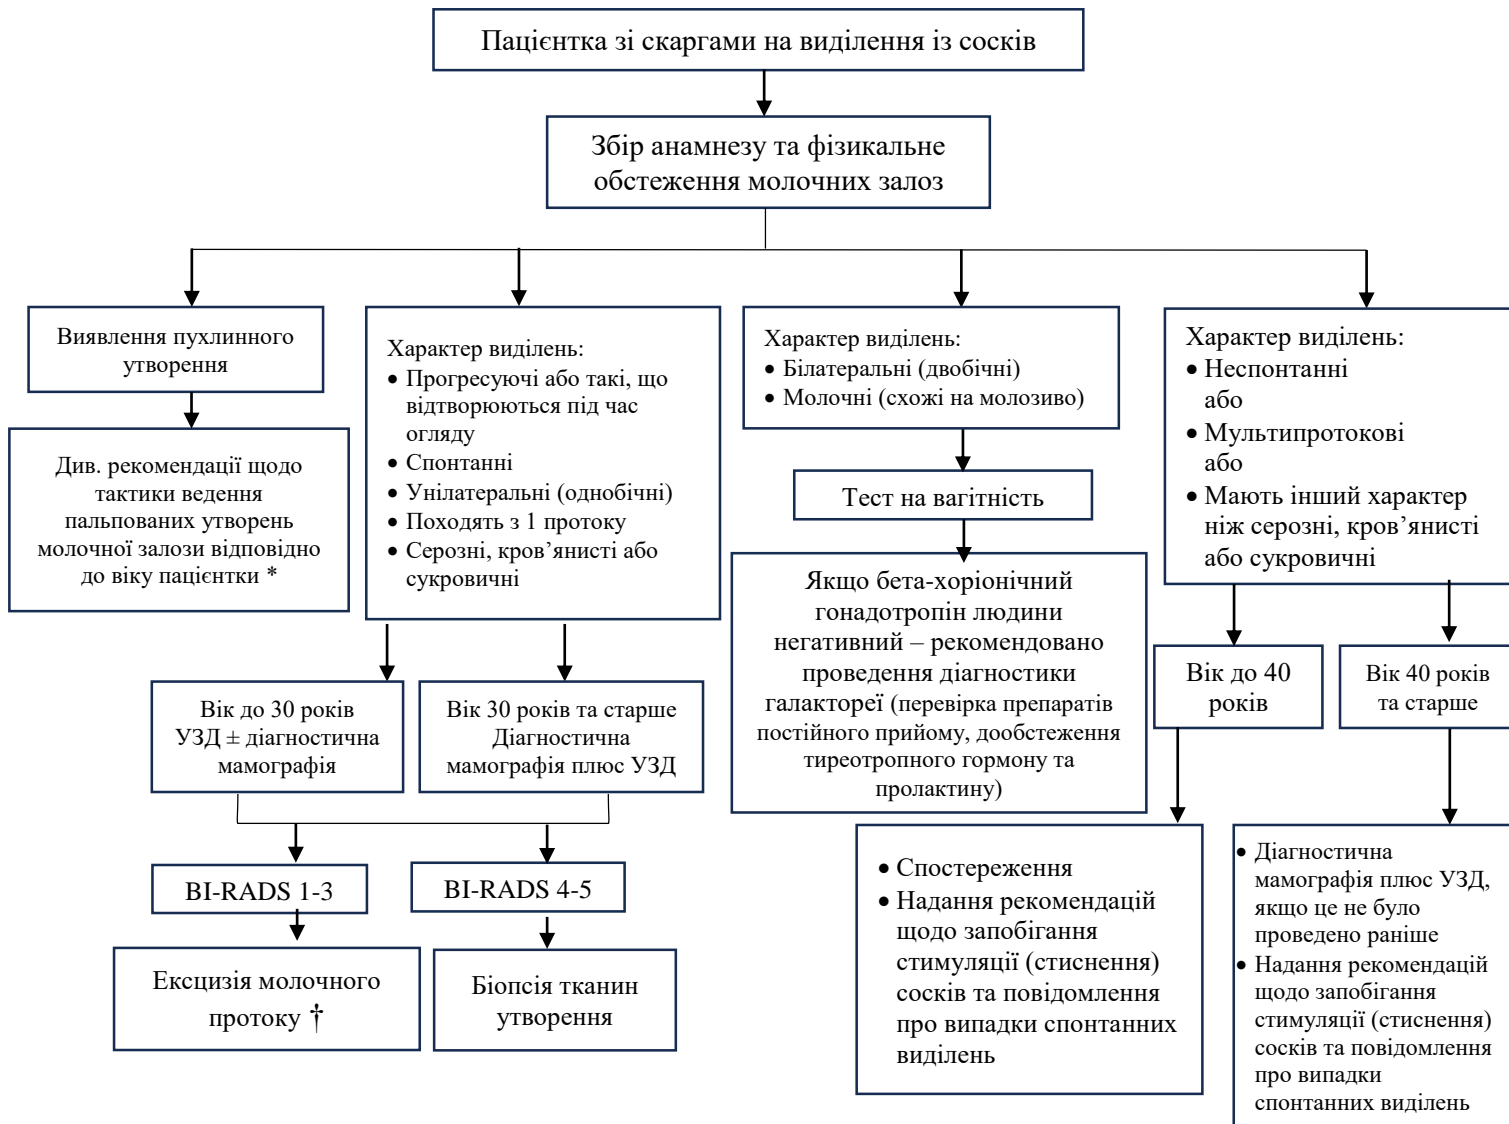 Пацієнтка зі скаргами на виділення із сосків
Збір анамнезу та фізикальне
обстеження молочних залоз
Виявлення пухлинного
утворення
Див. рекомендації щодо
тактики ведення
пальпованих утворень
молочної залози відповідно
до віку пацієнтки *
Характер виділень:
• Прогресуючі або такі, що
відтворюються під час
огляду
• Спонтанні
• Унілатеральні (однобічні)
• Походять з 1 протоку
• Серозні, кров’янисті або
сукровичні
Вік до 30 років
УЗД ± діагностична
мамографія
Вік 30 років та старше
Діагностична
мамографія плюс УЗД
BI-RADS 1-3
BI-RADS 4-5
Ексцизія молочного
протоку †
Біопсія тканин
утворення
Характер виділень:
• Білатеральні (двобічні)
• Молочні (схожі на молозиво)
Тест на вагітність
Якщо бета-хоріонічний
гонадотропін людини
негативний – рекомендовано
проведення діагностики
галактореї (перевірка препаратів
постійного прийому, дообстеження
тиреотропного гормону та
пролактину)
Характер виділень:
• Неспонтанні
або
• Мультипротокові
або
• Мають інший характер
ніж серозні, кров’янисті
або сукровичні
Вік до 40
років
Вік 40 років
та старше
• Спостереження
• Надання рекомендацій
щодо запобігання
стимуляції (стиснення)
сосків та повідомлення
про випадки спонтанних
виділень
• Діагностична
мамографія плюс УЗД,
якщо це не було
проведено раніше
• Надання рекомендацій
щодо запобігання
стимуляції (стиснення)
сосків та повідомлення
про випадки
спонтанних виділень